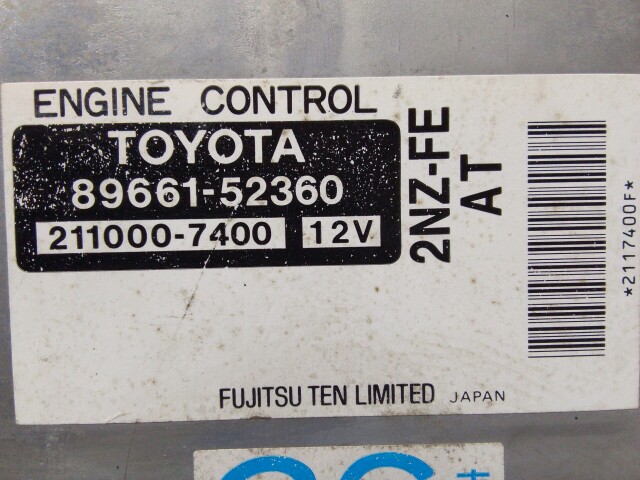 ENGINE CONTROL
TOYOTA
89661-52360
211000-7400 12V
2NZ-FE
AT
*2117400F*
FUJITSU TEN LIMITED JAPAN